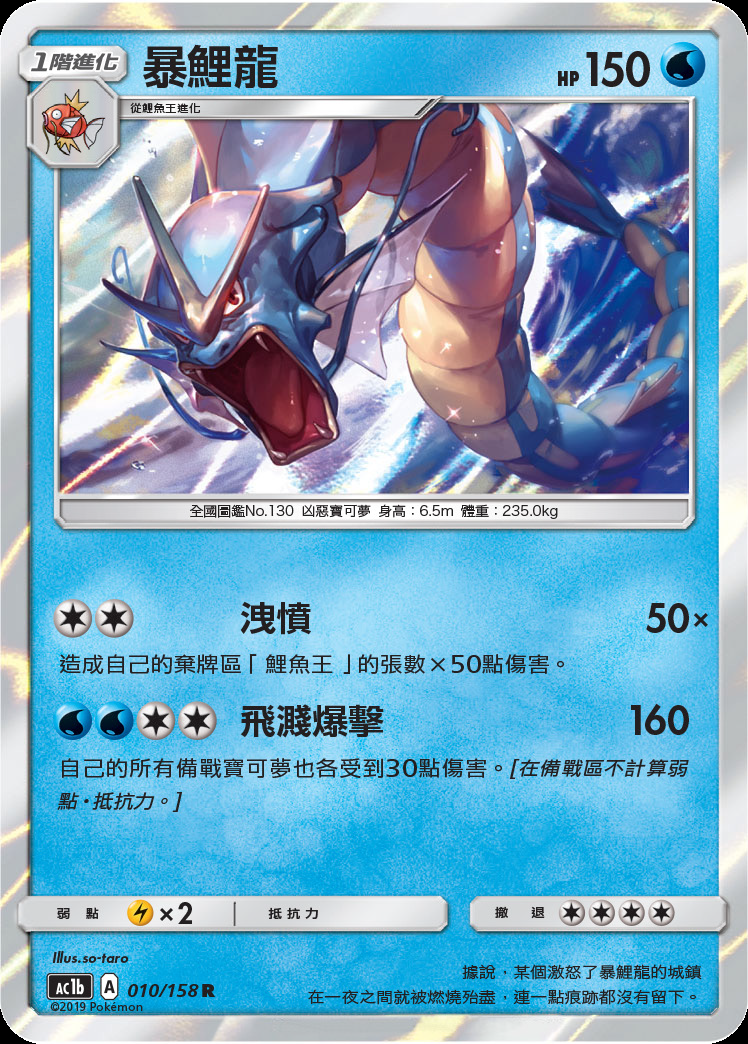 1階進化
暴鯉龍
HP 150
從鯉魚王進化
全國圖鑑No.130 凶惡寶可夢 身高：6.5m 體重：235.0kg
洩憤 50×
造成自己的棄牌區「鯉魚王」的張數×50點傷害。
飛濺爆擊 160
自己的所有備戰寶可夢也各受到30點傷害。[在備戰區不計算弱
點・抵抗力。]
弱點 ×2 抵抗力 撤退
Illus.so-taro
AC1b A 010/158 R
©2019 Pokémon
據說，某個激怒了暴鯉龍的城鎮
在一夜之間就被燃燒殆盡，連一點痕跡都沒有留下。